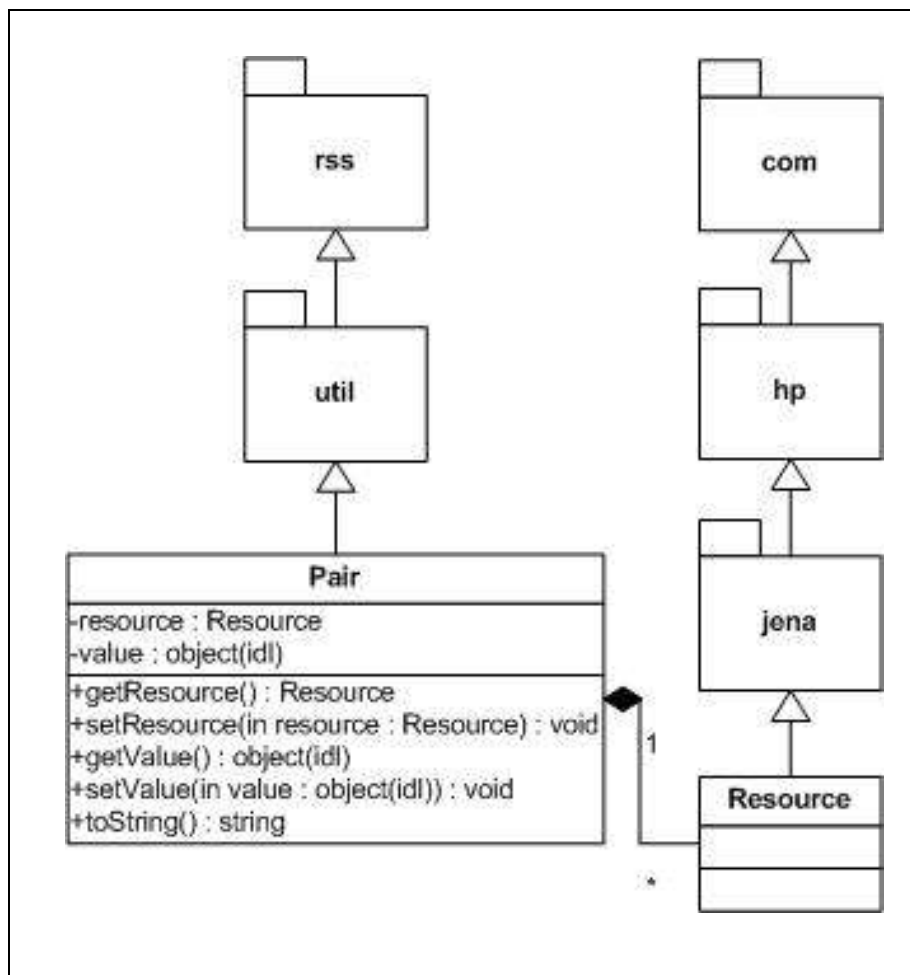 rss
com
util
hp
Pair
-resource : Resource
-value : object(idl)
+getResource() : Resource
+setResource(in resource : Resource) : void
+getValue() : object(idl)
+setValue(in value : object(idl)) : void
+toString() : string
jena
1
Resource
*